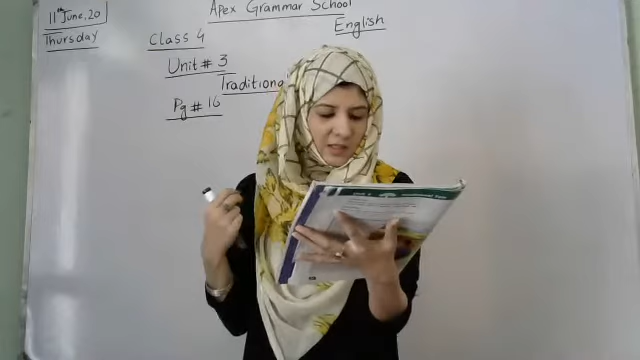 Apex Grammar School
11th June, 20
English
Thursday
Class 4
Unit # 3
Traditional
Pg # 16